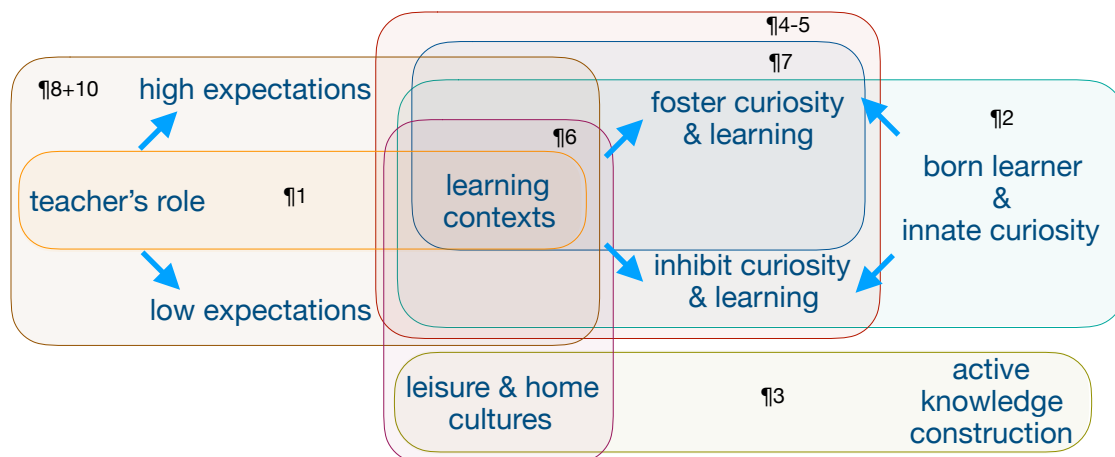 ¶4-5
¶7
¶8+10
high expectations
foster curiosity
& learning
¶2
¶6
teacher's role
¶1
learning
contexts
born learner
&
innate curiosity
low expectations
inhibit curiosity
& learning
leisure & home
cultures
¶3
active
knowledge
construction